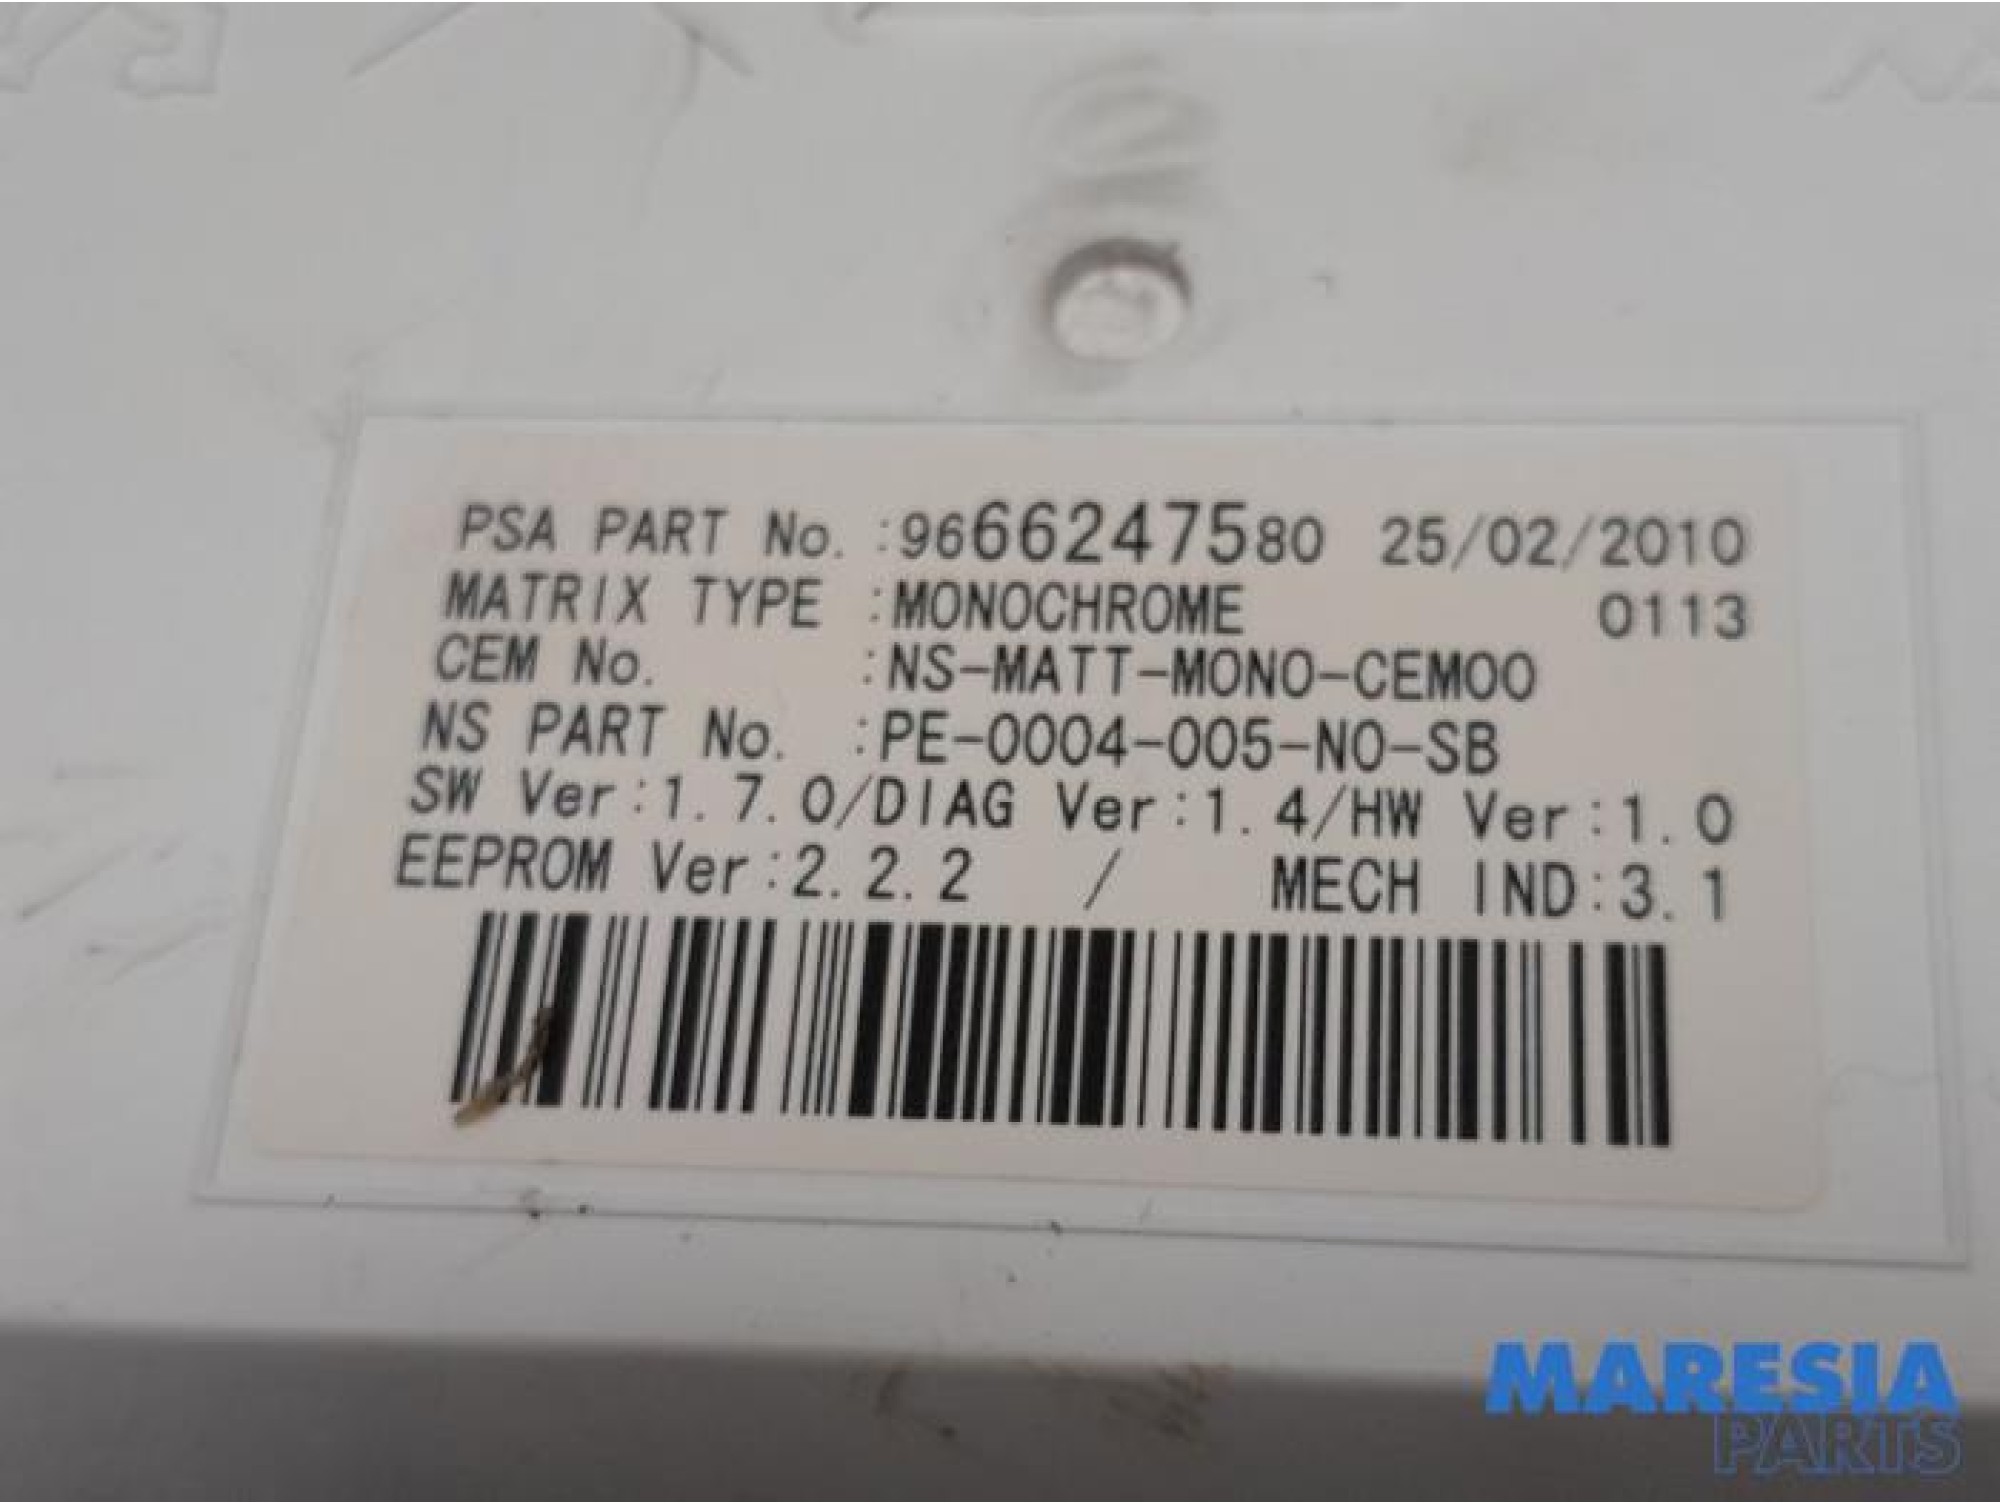 PSA PART No. :9666247580 25/02/2010
MATRIX TYPE :MONOCHROME 0113
CEM No. :NS-MATT-MONO-CEM00
NS PART No. :PE-0004-005-NO-SB
SW Ver:1.7.0/DIAG Ver:1.4/HW Ver:1.0
EEPROM Ver:2.2.2 / MECH IND:3.1
MARESIA
PARTS